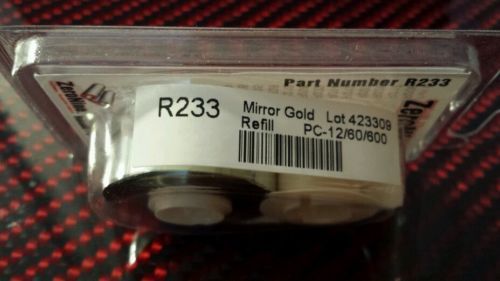 Part Number R233
R233
Mirror Gold Lot 423309
Refill PC-12/60/600